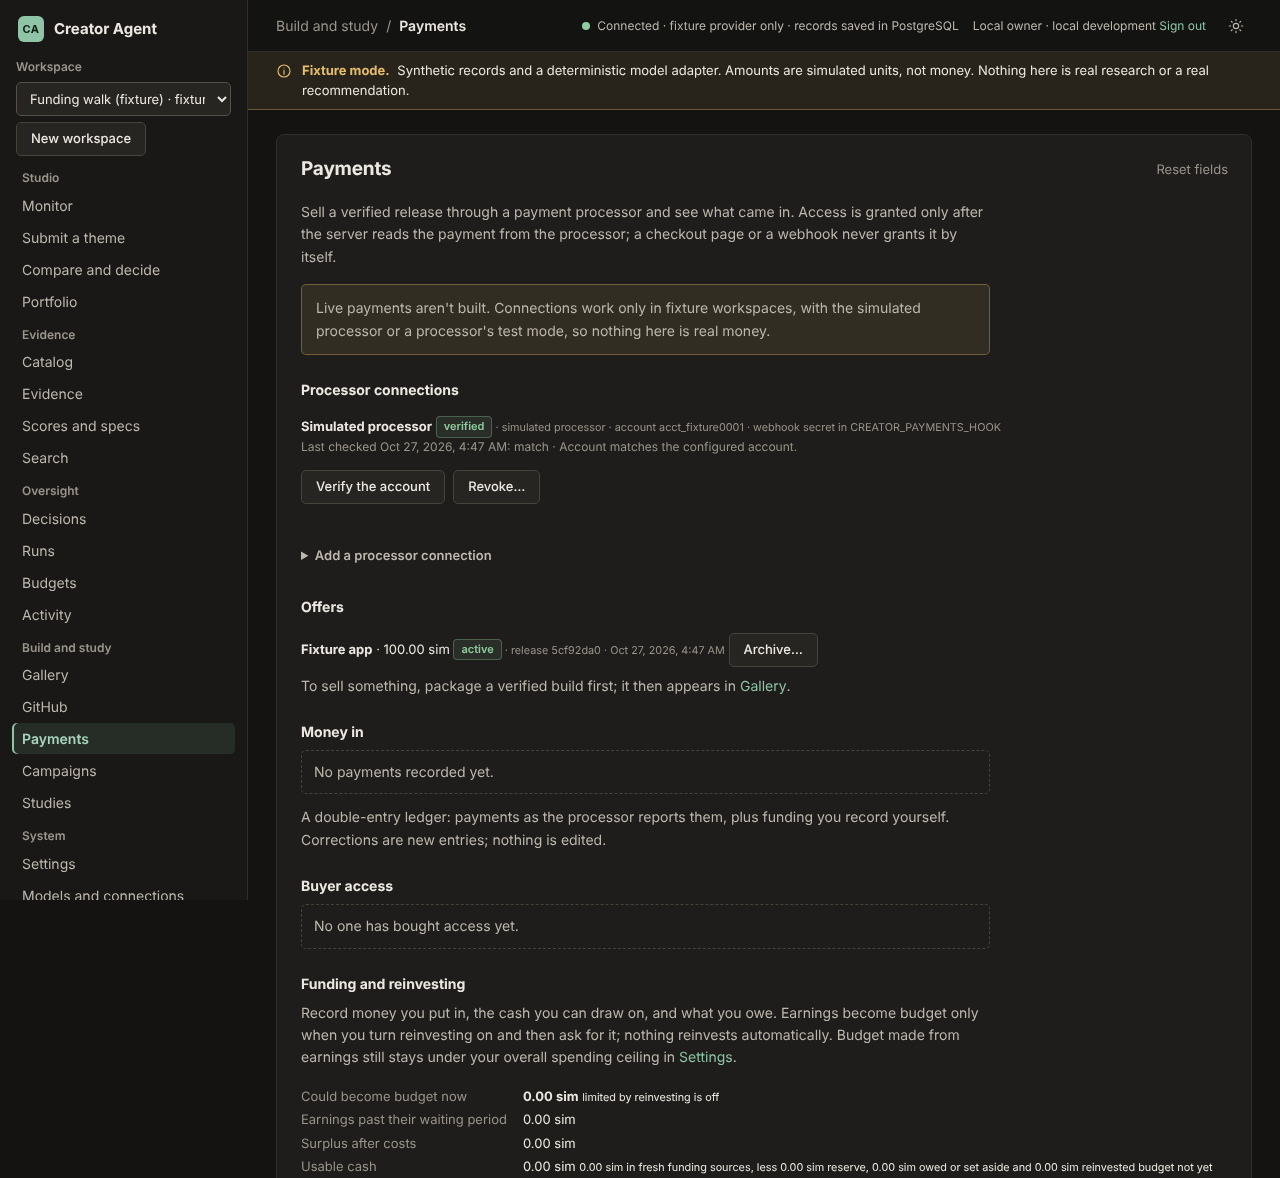 CA Creator Agent
Workspace
Funding walk (fixture) · fixtur
New workspace
Studio
Monitor
Submit a theme
Compare and decide
Portfolio
Evidence
Catalog
Evidence
Scores and specs
Search
Oversight
Decisions
Runs
Budgets
Activity
Build and study
Gallery
GitHub
Payments
Campaigns
Studies
System
Settings
Models and connections
Build and study / Payments
Connected · fixture provider only · records saved in PostgreSQL Local owner · local development Sign out
Fixture mode. Synthetic records and a deterministic model adapter. Amounts are simulated units, not money. Nothing here is real research or a real
recommendation.
Payments
Reset fields
Sell a verified release through a payment processor and see what came in. Access is granted only after
the server reads the payment from the processor; a checkout page or a webhook never grants it by
itself.
Live payments aren't built. Connections work only in fixture workspaces, with the simulated
processor or a processor's test mode, so nothing here is real money.
Processor connections
Simulated processor verified · simulated processor · account acct_fixture0001 · webhook secret in CREATOR_PAYMENTS_HOOK
Last checked Oct 27, 2026, 4:47 AM: match · Account matches the configured account.
Verify the account Revoke...
Add a processor connection
Offers
Fixture app · 100.00 sim active · release 5cf92da0 · Oct 27, 2026, 4:47 AM Archive...
To sell something, package a verified build first; it then appears in Gallery.
Money in
No payments recorded yet.
A double-entry ledger: payments as the processor reports them, plus funding you record yourself.
Corrections are new entries; nothing is edited.
Buyer access
No one has bought access yet.
Funding and reinvesting
Record money you put in, the cash you can draw on, and what you owe. Earnings become budget only
when you turn reinvesting on and then ask for it; nothing reinvests automatically. Budget made from
earnings still stays under your overall spending ceiling in Settings.
Could become budget now 0.00 sim limited by reinvesting is off
Earnings past their waiting period 0.00 sim
Surplus after costs 0.00 sim
Usable cash 0.00 sim 0.00 sim in fresh funding sources, less 0.00 sim reserve, 0.00 sim owed or set aside and 0.00 sim reinvested budget not yet